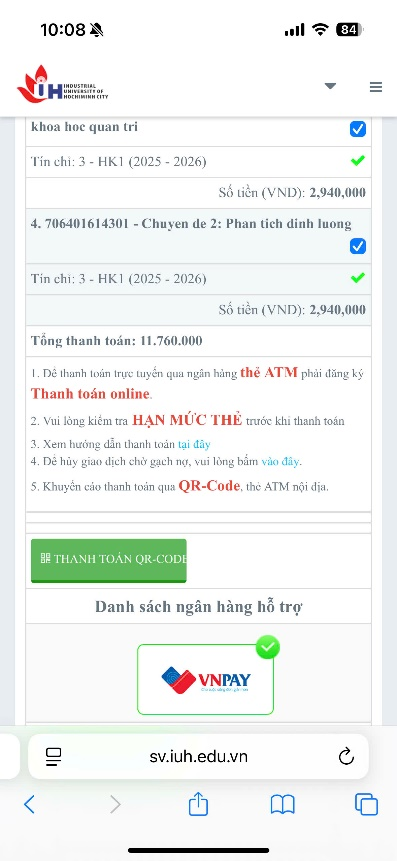 10:08
84
IUH INDUSTRIAL
UNIVERSITY OF
HOCHIMINH CITY
khoa hoc quan tri
Tín chỉ: 3 - HK1 (2025 - 2026)
Số tiền (VND): 2,940,000
4. 706401614301 - Chuyen de 2: Phan tich dinh luong
Tín chỉ: 3 - HK1 (2025 - 2026)
Số tiền (VND): 2,940,000
Tổng thanh toán: 11.760.000
1. Để thanh toán trực tuyến qua ngân hàng thẻ ATM phải đăng ký
Thanh toán online.
2. Vui lòng kiểm tra HẠN MỨC THẺ trước khi thanh toán
3. Xem hướng dẫn thanh toán tại đây
4. Để hủy giao dịch chờ gạch nợ, vui lòng bấm vào đây.
5. Khuyến cáo thanh toán qua QR-Code, thẻ ATM nội địa.
THANH TOÁN QR-CODE
Danh sách ngân hàng hỗ trợ
VNPAY
sv.iuh.edu.vn